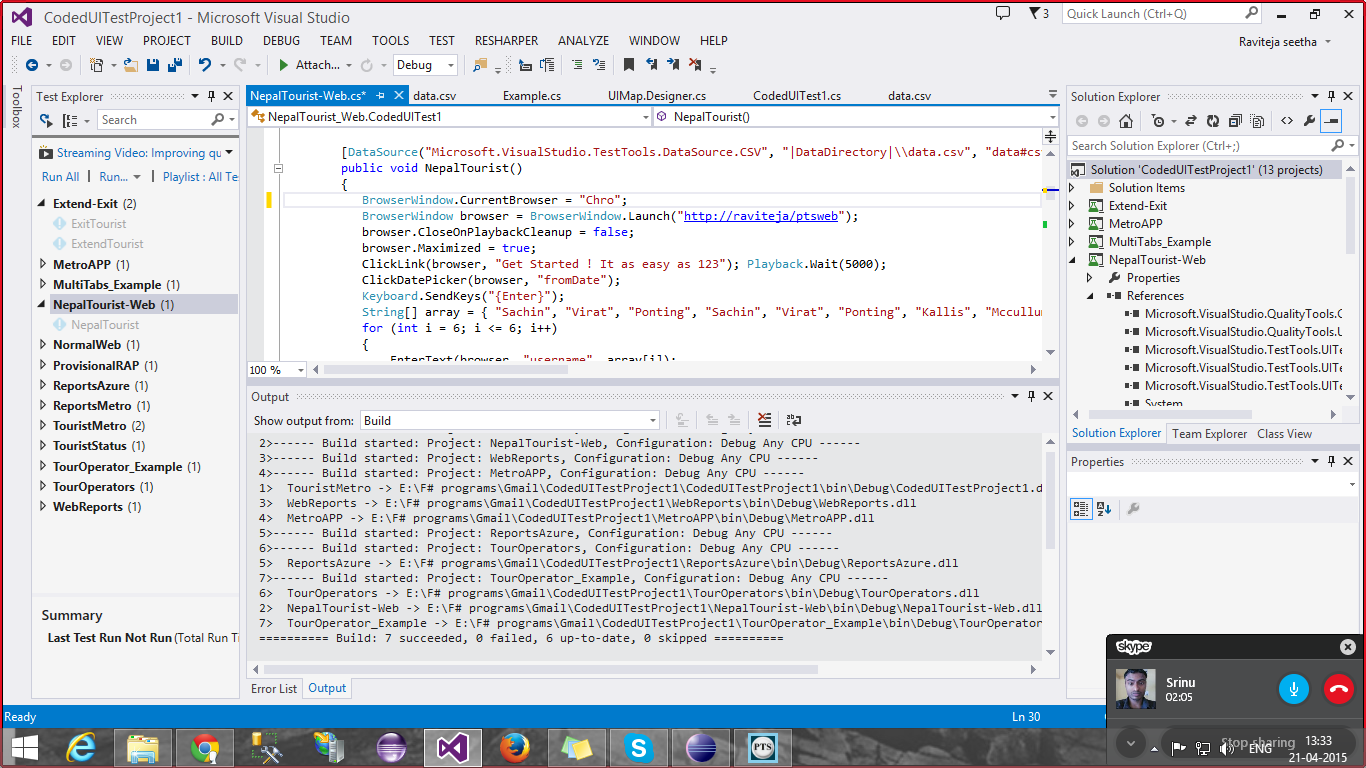 CodedUITestProject1 - Microsoft Visual Studio
3
Quick Launch (Ctrl+Q)
FILE EDIT VIEW PROJECT BUILD DEBUG TEAM TOOLS TEST RESHARPER ANALYZE WINDOW HELP
Raviteja seetha
Attach... Debug
Toolbox
Test Explorer
Search
Streaming Video: Improving qu
Run All Run... Playlist : All Te
Extend-Exit (2)
ExitTourist
ExtendTourist
MetroAPP (1)
MultiTabs_Example (1)
NepalTourist-Web (1)
NepalTourist
NormalWeb (1)
ProvisionalRAP (1)
ReportsAzure (1)
ReportsMetro (1)
TouristMetro (2)
TouristStatus (1)
TourOperator_Example (1)
TourOperators (1)
WebReports (1)
Summary
Last Test Run Not Run (Total Run Ti
NepalTourist-Web.cs* data.csv Example.cs UIMap.Designer.cs CodedUITest1.cs data.csv
NepalTourist_Web.CodedUITest1 NepalTourist()
[DataSource("Microsoft.VisualStudio.TestTools.DataSource.CSV", "|DataDirectory|\\data.csv", "data#cs
public void NepalTourist()
{
BrowserWindow.CurrentBrowser = "Chro";
BrowserWindow browser = BrowserWindow.Launch("http://raviteja/ptsweb");
browser.CloseOnPlaybackCleanup = false;
browser.Maximized = true;
ClickLink(browser, "Get Started ! It as easy as 123"); Playback.Wait(5000);
ClickDatePicker(browser, "fromDate");
Keyboard.SendKeys("{Enter}");
String[] array = { "Sachin", "Virat", "Ponting", "Sachin", "Virat", "Ponting", "Kallis", "Mccullu
for (int i = 6; i <= 6; i++)
{
EnterText(browser, "username", array[i]);
100 %
Output
Show output from: Build
2>------ Build started: Project: NepalTourist-Web, Configuration: Debug Any CPU ------
3>------ Build started: Project: WebReports, Configuration: Debug Any CPU ------
4>------ Build started: Project: MetroAPP, Configuration: Debug Any CPU ------
1> TouristMetro -> E:\F# programs\Gmail\CodedUITestProject1\CodedUITestProject1\bin\Debug\CodedUITestProject1.d
3> WebReports -> E:\F# programs\Gmail\CodedUITestProject1\WebReports\bin\Debug\WebReports.dll
4> MetroAPP -> E:\F# programs\Gmail\CodedUITestProject1\MetroAPP\bin\Debug\MetroAPP.dll
5>------ Build started: Project: ReportsAzure, Configuration: Debug Any CPU ------
6>------ Build started: Project: TourOperators, Configuration: Debug Any CPU ------
5> ReportsAzure -> E:\F# programs\Gmail\CodedUITestProject1\ReportsAzure\bin\Debug\ReportsAzure.dll
7>------ Build started: Project: TourOperator_Example, Configuration: Debug Any CPU ------
6> TourOperators -> E:\F# programs\Gmail\CodedUITestProject1\TourOperators\bin\Debug\TourOperators.dll
2> NepalTourist-Web -> E:\F# programs\Gmail\CodedUITestProject1\NepalTourist-Web\bin\Debug\NepalTourist-Web.dll
7> TourOperator_Example -> E:\F# programs\Gmail\CodedUITestProject1\TourOperator_Example\bin\Debug\TourOperator
========== Build: 7 succeeded, 0 failed, 6 up-to-date, 0 skipped ==========
Error List Output
Solution Explorer
Search Solution Explorer (Ctrl+;)
Solution 'CodedUITestProject1' (13 projects)
Solution Items
Extend-Exit
MetroAPP
MultiTabs_Example
NepalTourist-Web
Properties
References
Microsoft.VisualStudio.QualityTools.C
Microsoft.VisualStudio.QualityTools.U
Microsoft.VisualStudio.TestTools.UITe
Microsoft.VisualStudio.TestTools.UITe
Microsoft.VisualStudio.TestTools.UITe
System
Solution Explorer Team Explorer Class View
Properties
skype
Srinu
02:05
Ready Ln 30
Stop sharing
PTS
ENG
13:33
21-04-2015